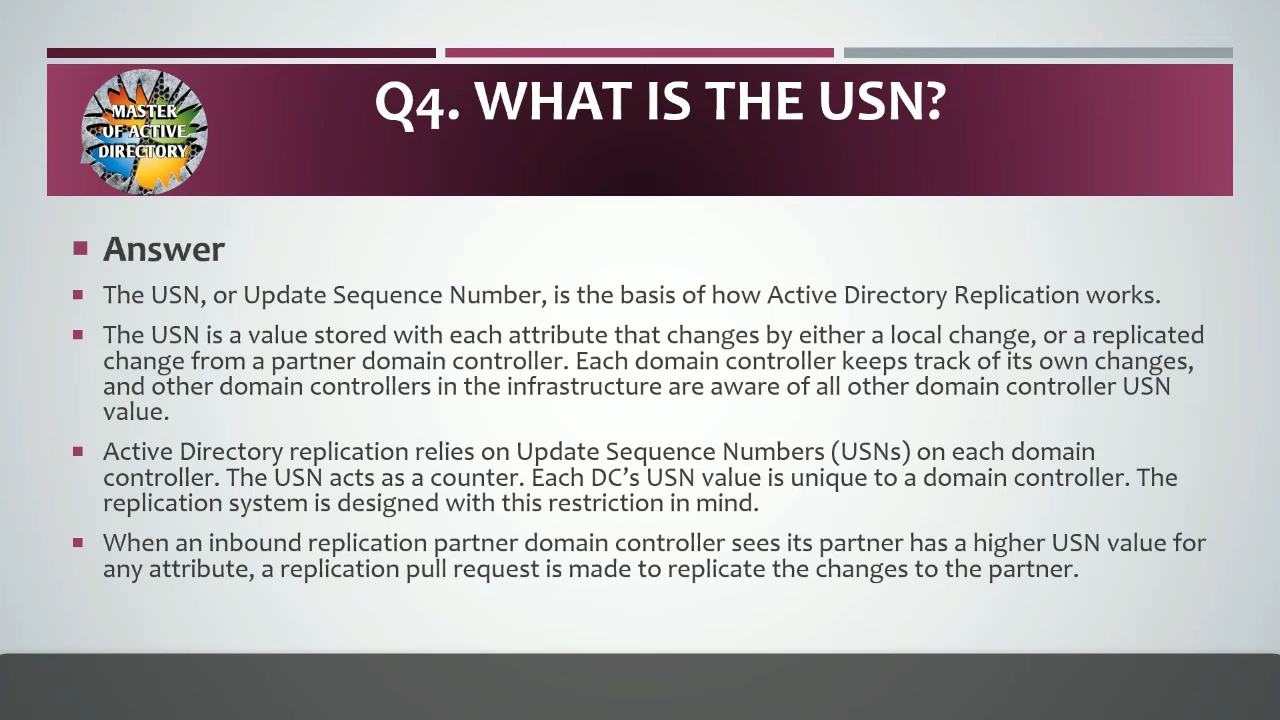 Q4. WHAT IS THE USN?
MASTER
OF ACTIVE
DIRECTORY
Answer
The USN, or Update Sequence Number, is the basis of how Active Directory Replication works.
The USN is a value stored with each attribute that changes by either a local change, or a replicated
change from a partner domain controller. Each domain controller keeps track of its own changes,
and other domain controllers in the infrastructure are aware of all other domain controller USN
value.
Active Directory replication relies on Update Sequence Numbers (USNs) on each domain
controller. The USN acts as a counter. Each DC’s USN value is unique to a domain controller. The
replication system is designed with this restriction in mind.
When an inbound replication partner domain controller sees its partner has a higher USN value for
any attribute, a replication pull request is made to replicate the changes to the partner.